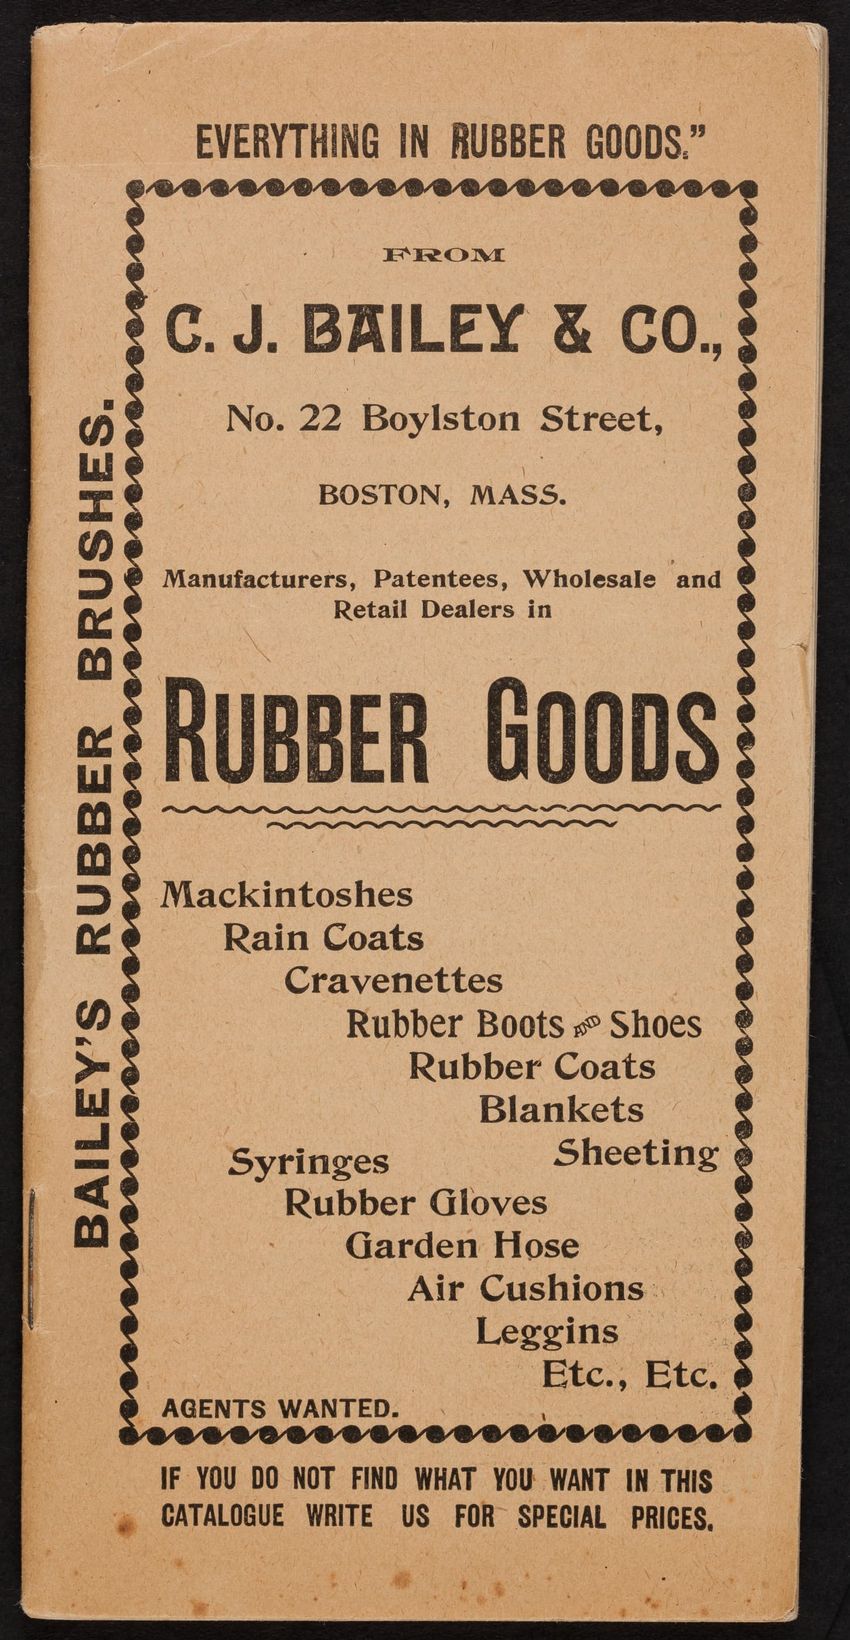 EVERYTHING IN RUBBER GOODS."
FROM
C. J. BAILEY & CO.,
No. 22 Boylston Street,
BOSTON, MASS.
Manufacturers, Patentees, Wholesale and
Retail Dealers in
RUBBER GOODS
Mackintoshes
Rain Coats
Cravenettes
Rubber Boots AND Shoes
Rubber Coats
Blankets
Sheeting
Syringes
Rubber Gloves
Garden Hose
Air Cushions
Leggins
Etc., Etc.
AGENTS WANTED.
IF YOU DO NOT FIND WHAT YOU WANT IN THIS
CATALOGUE WRITE US FOR SPECIAL PRICES.
BAILEY'S RUBBER BRUSHES.